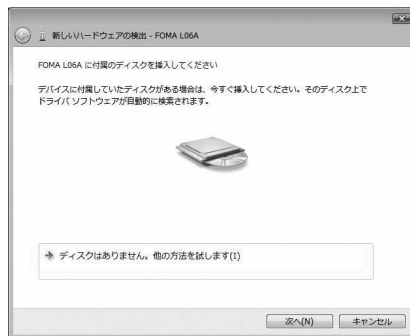 新しいハードウェアの検出 - FOMA L06A
FOMA L06A に付属のディスクを挿入してください
デバイスに付属していたディスクがある場合は、今すぐ挿入してください。そのディスク上で
ドライバ ソフトウェアが自動的に検索されます。
ディスクはありません。他の方法を試します(I)
次へ(N) キャンセル